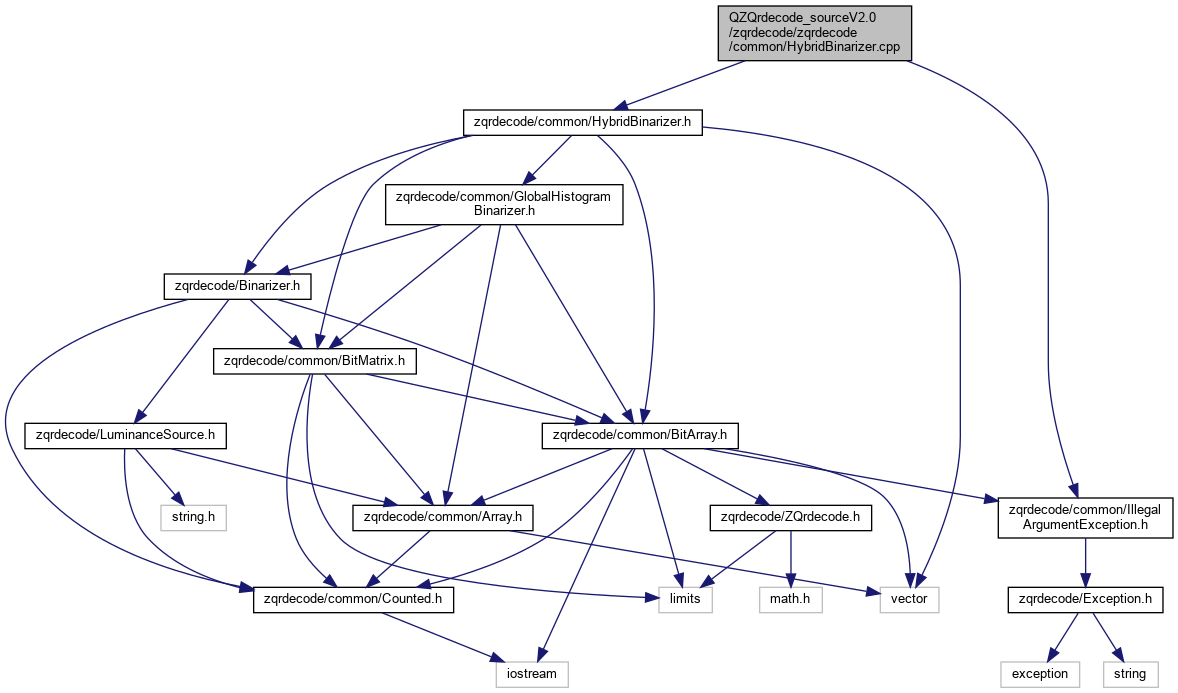 QZQrdecode_sourceV2.0
/zqrdecode/zqrdecode
/common/HybridBinarizer.cpp
zqrdecode/common/HybridBinarizer.h
zqrdecode/common/GlobalHistogram
Binarizer.h
zqrdecode/Binarizer.h
zqrdecode/common/BitMatrix.h
zqrdecode/LuminanceSource.h
zqrdecode/common/BitArray.h
string.h
zqrdecode/common/Array.h
zqrdecode/ZQrdecode.h
zqrdecode/common/Illegal
ArgumentException.h
zqrdecode/common/Counted.h
limits
math.h
vector
zqrdecode/Exception.h
iostream
exception
string